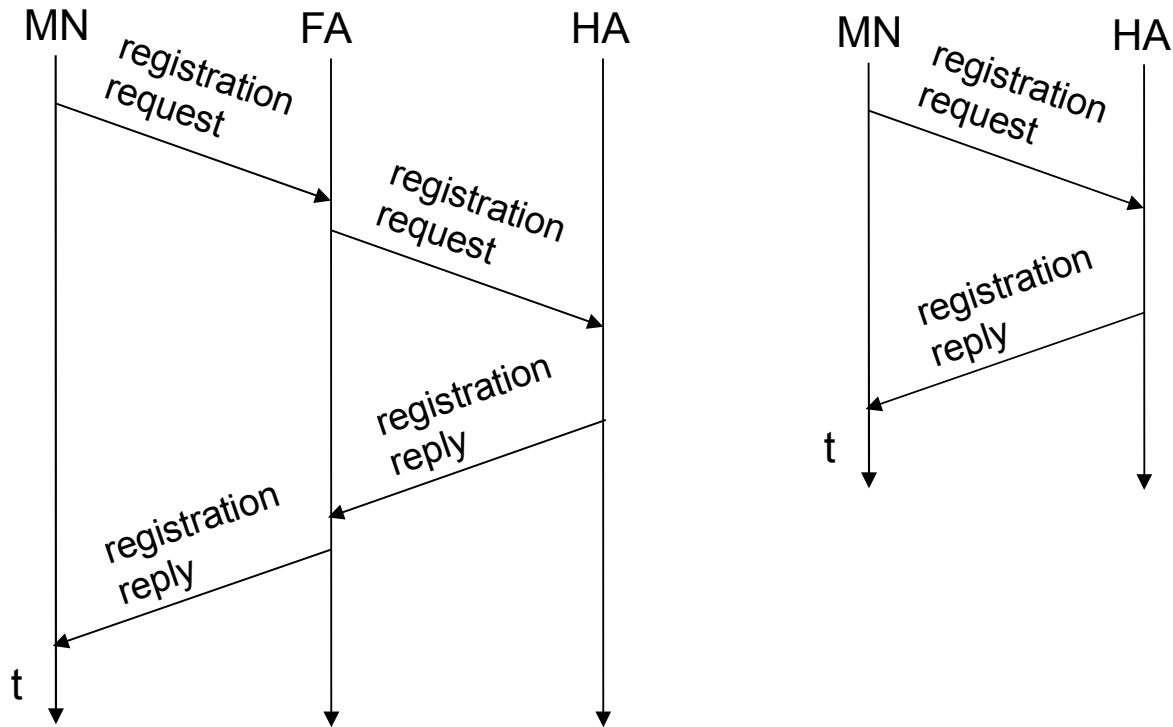 MN FA HA
registration
request
registration
request
registration
reply
registration
reply
t
MN HA
registration
request
registration
reply
t